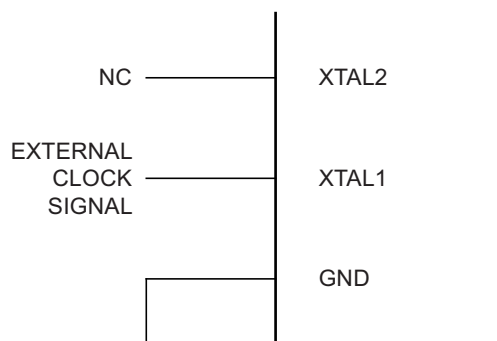 NC
XTAL2
EXTERNAL
CLOCK
SIGNAL
XTAL1
GND